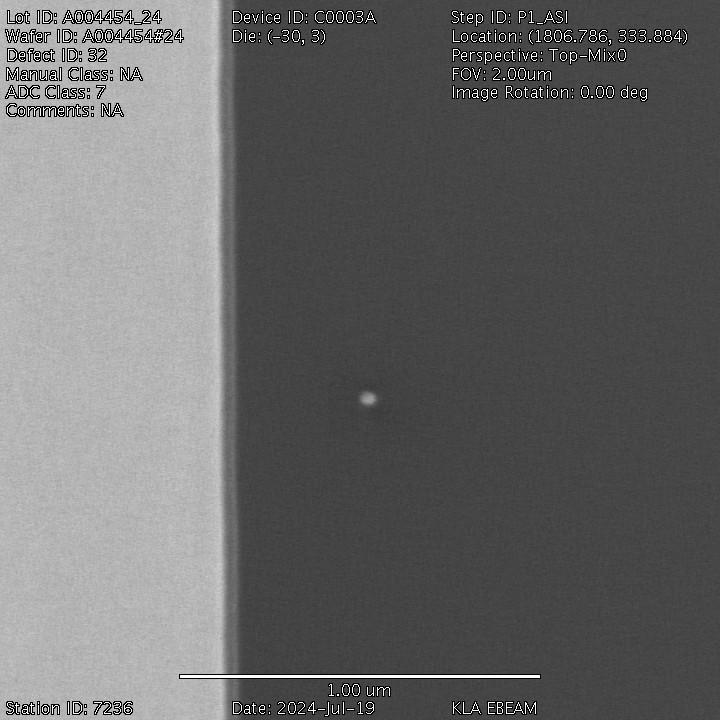 Lot ID: A004454_24
Wafer ID: A004454#24
Defect ID: 32
Manual Class: NA
ADC Class: 7
Comments: NA
Device ID: C0003A
Die: (-30, 3)
Step ID: P1_ASI
Location: (1806.786, 333.884)
Perspective: Top-Mix0
FOV: 2.00um
Image Rotation: 0.00 deg
1.00 um
Station ID: 7236
Date: 2024-Jul-19
KLA EBEAM